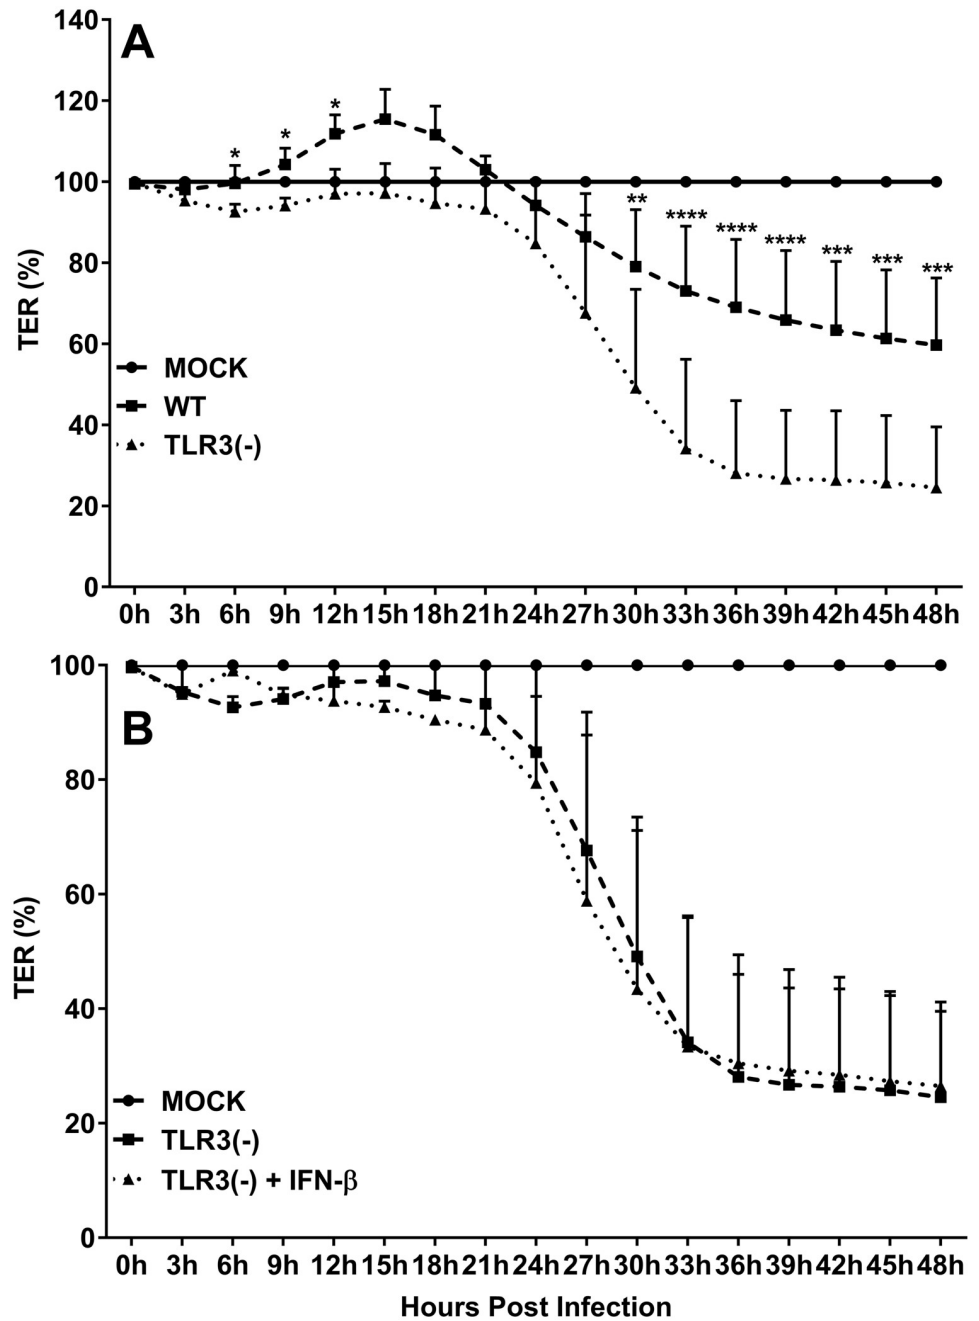 A
140
120
100
80
60
40
20
0
TER (%)
* * * ** **** **** **** *** *** ***
MOCK
WT
TLR3(-)
0h 3h 6h 9h 12h 15h 18h 21h 24h 27h 30h 33h 36h 39h 42h 45h 48h
B
100
80
60
40
20
0
TER (%)
MOCK
TLR3(-)
TLR3(-) + IFN-β
0h 3h 6h 9h 12h 15h 18h 21h 24h 27h 30h 33h 36h 39h 42h 45h 48h
Hours Post Infection